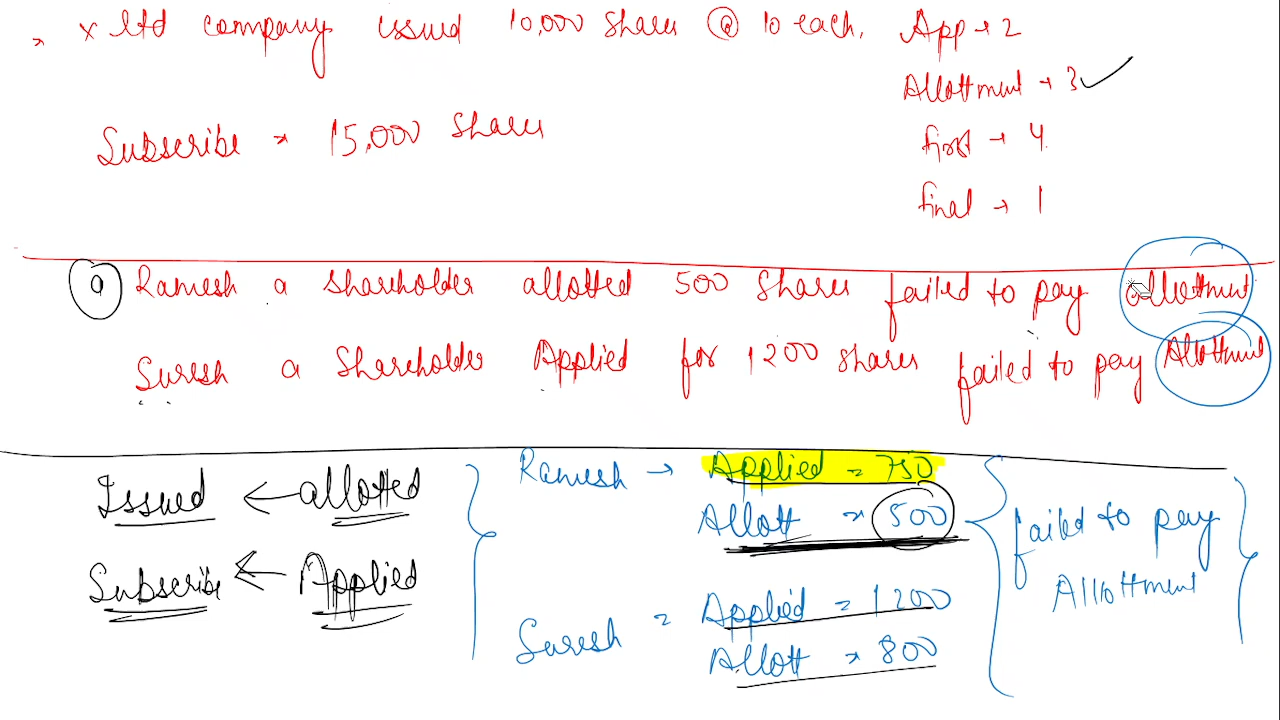 x ltd company issued 10,000 Shares @ 10 each. App → 2
Allottment → 3 ✓
Subscribe → 15,000 Shares
first → 4
final → 1
(a) Ramesh a shareholder allotted 500 Shares failed to pay allottment
Suresh a Shareholder Applied for 1200 shares failed to pay Allottment
Issued ← allotted
Subscribe ← Applied
Ramesh → Applied = 750
Allott → 500
Suresh = Applied = 1200
Allott → 800
failed to pay
Allottment